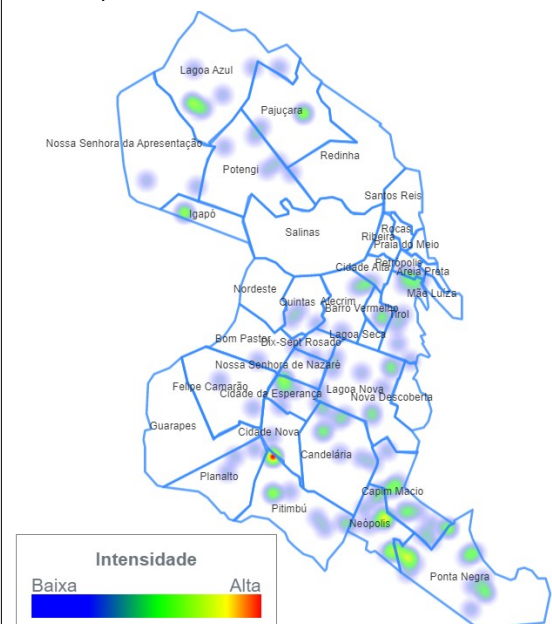 Lagoa Azul
Pajuçara
Nossa Senhora da Apresentação
Redinha
Potengi
Santos Reis
Igapó
Salinas
Rocas
Ribeira
Praia do Meio
Petrópolis
Cidade Alta
Areia Preta
Nordeste
Mãe Luíza
Quintas
Alecrim
Barro Vermelho
Tirol
Bom Pastor
Dix-Sept Rosado
Lagoa Seca
Nossa Senhora de Nazaré
Felipe Camarão
Cidade da Esperança
Lagoa Nova
Nova Descoberta
Guarapes
Cidade Nova
Candelária
Planalto
Capim Macio
Pitimbú
Neópolis
Ponta Negra
Intensidade
Baixa Alta